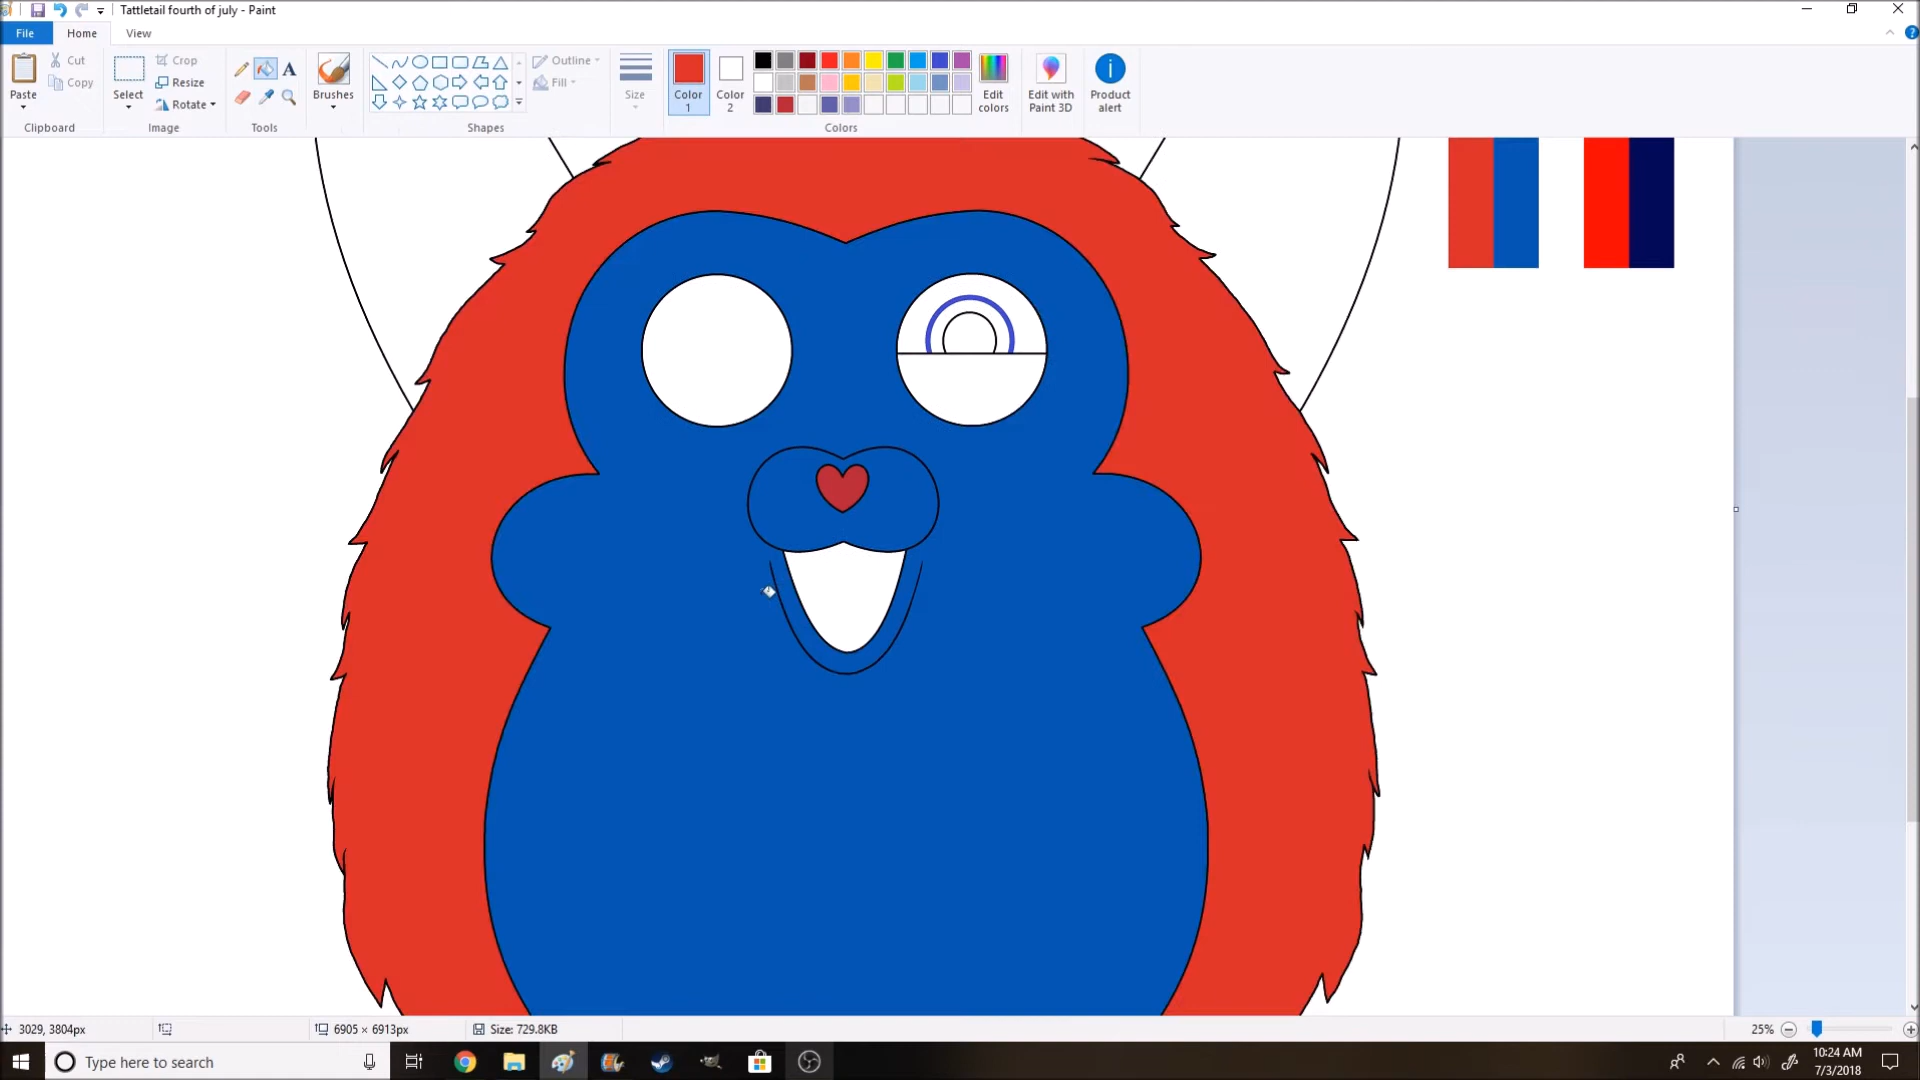 Tattletail fourth of july - Paint
File Home View
Cut
Copy
Paste
Clipboard
Select
Crop
Resize
Rotate
Image
A
Tools
Brushes
Outline
Fill
Shapes
Size
Color 1
Color 2
Colors
Edit colors
Edit with Paint 3D
Product alert
3029, 3804px
6905 × 6913px
Size: 729.8KB
25%
Type here to search
10:24 AM
7/3/2018